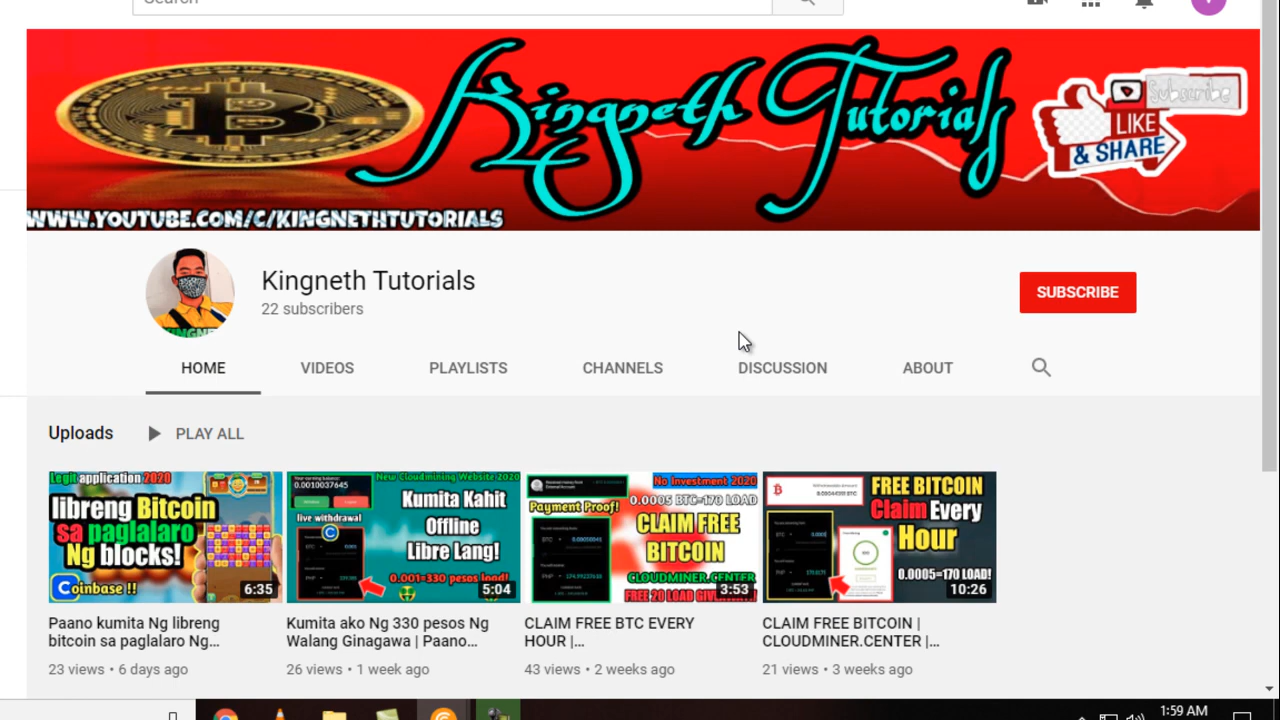 Search
Kingneth Tutorials
Subscribe
LIKE
& SHARE
WWW.YOUTUBE.COM/C/KINGNETHTUTORIALS
Kingneth Tutorials
22 subscribers
SUBSCRIBE
HOME
VIDEOS
PLAYLISTS
CHANNELS
DISCUSSION
ABOUT
Uploads
PLAY ALL
Legit application 2020
libreng Bitcoin
sa paglalaro
Ng blocks!
Coinbase !!
6:35
New Cloudmining Website 2020
0.0010037645
Kumita Kahit
Offline
Libre Lang!
live withdrawal
0.001=330 pesos load!
5:04
No Investment 2020
0.0005 BTC=170 LOAD
Payment Proof!
CLAIM FREE
BITCOIN
CLOUDMINER.CENTER
FREE 20 LOAD GIVEAWAY
3:53
FREE BITCOIN
Claim Every
Hour
0.0005=170 LOAD!
10:26
Paano kumita Ng libreng
bitcoin sa paglalaro Ng...
23 views • 6 days ago
Kumita ako Ng 330 pesos Ng
Walang Ginagawa | Paano...
26 views • 1 week ago
CLAIM FREE BTC EVERY
HOUR |...
43 views • 2 weeks ago
CLAIM FREE BITCOIN |
CLOUDMINER.CENTER |...
21 views • 3 weeks ago
1:59 AM